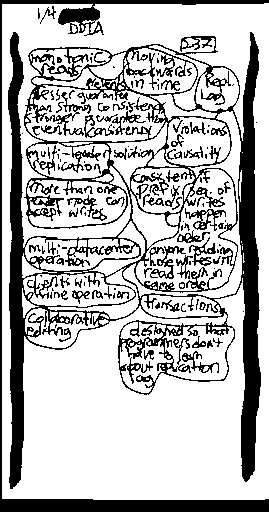 1/4
DDIA
237
monotonic
reads
prevents
moving
backwards
in time
Repl.
Lag
lesser guarantee
than strong consistency
stronger guarantee than
eventual consistency
Violations
of
causality
multi-leader solution
replication
consistent
prefix
reads
if
seq. of
writes
happen
in certain
order
more than one
leader node can
accept writes
multi-datacenter
operation
anyone reading
those writes will
read them in
same order
clients with
offline operation
transactions
collaborative
editing
designed so that
programmers don't
have to
about replication
lag